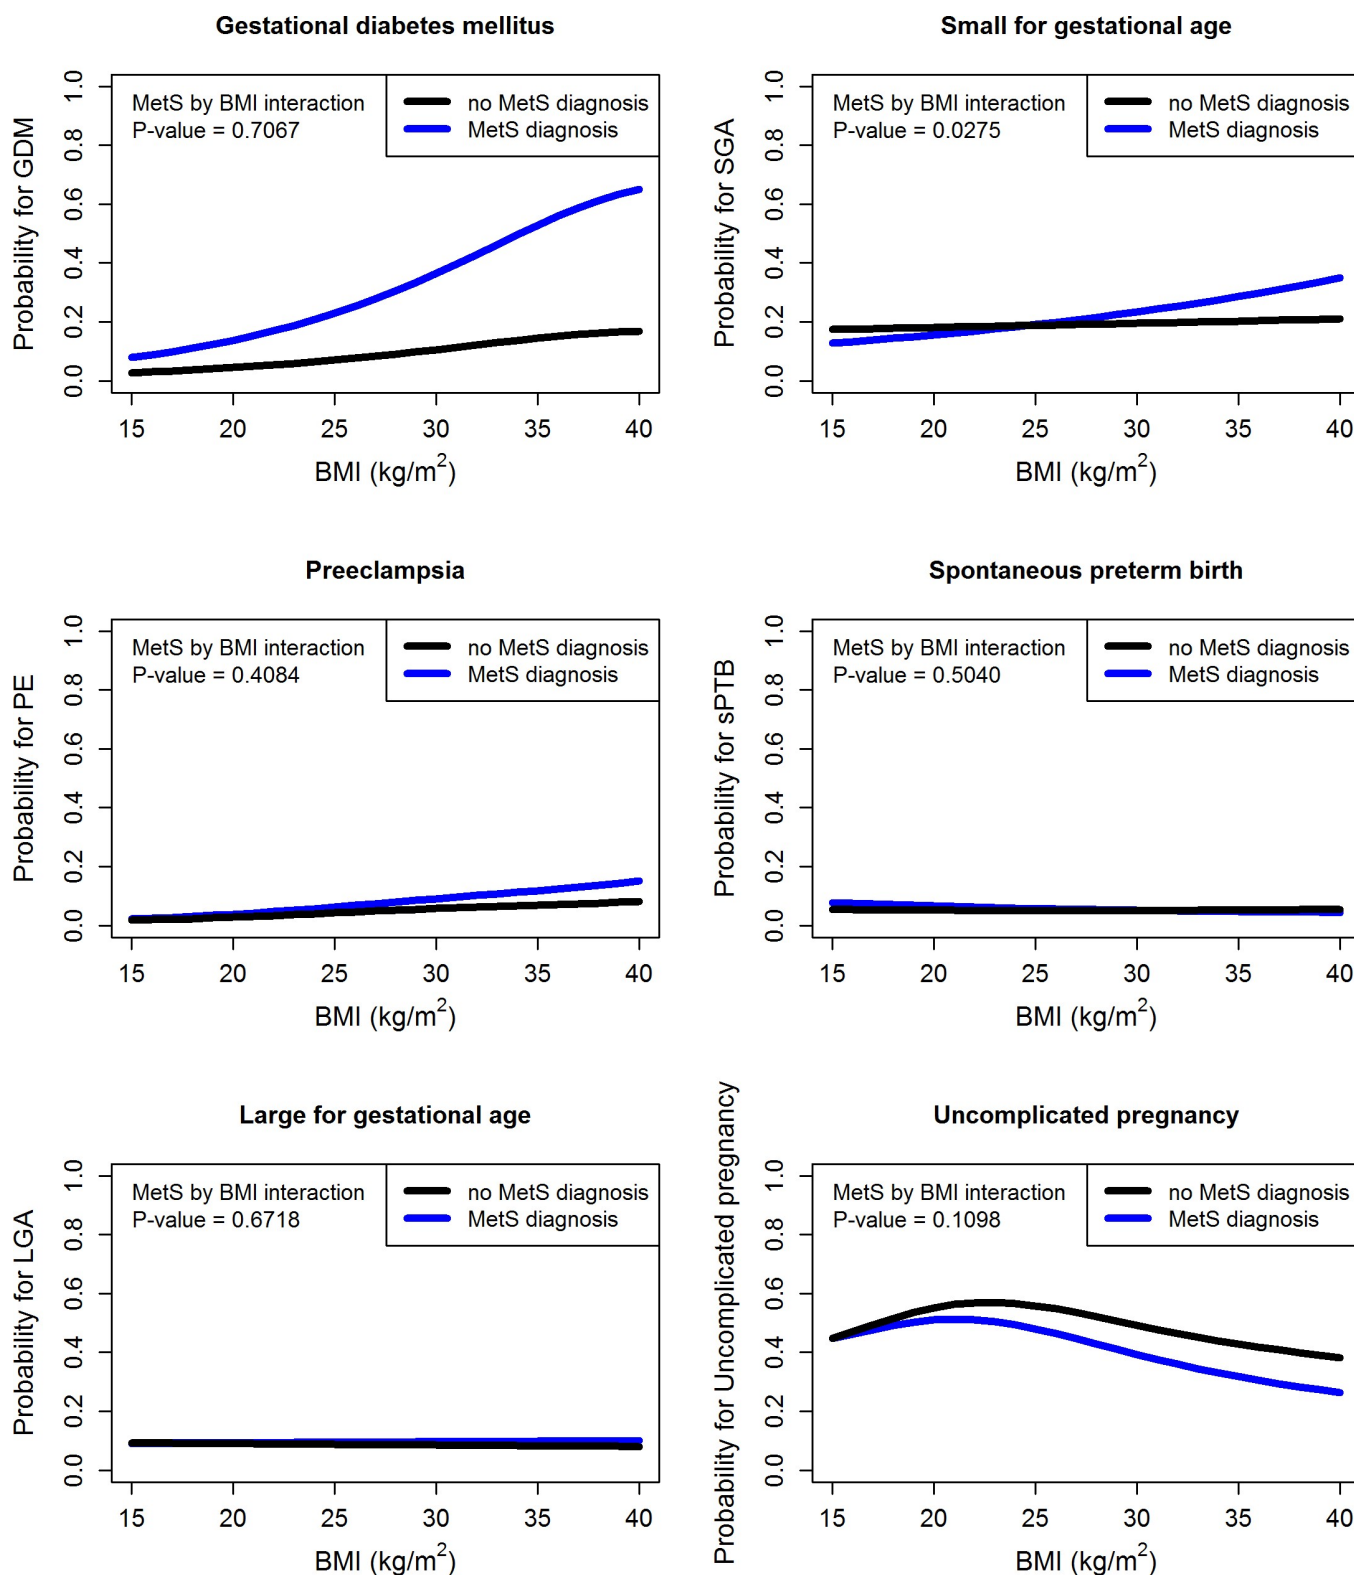 Gestational diabetes mellitus
Probability for GDM
0.0 0.2 0.4 0.6 0.8 1.0
MetS by BMI interaction
P-value = 0.7067
no MetS diagnosis
MetS diagnosis
15 20 25 30 35 40
BMI (kg/m²)
Small for gestational age
Probability for SGA
0.0 0.2 0.4 0.6 0.8 1.0
MetS by BMI interaction
P-value = 0.0275
no MetS diagnosis
MetS diagnosis
15 20 25 30 35 40
BMI (kg/m²)
Preeclampsia
Probability for PE
0.0 0.2 0.4 0.6 0.8 1.0
MetS by BMI interaction
P-value = 0.4084
no MetS diagnosis
MetS diagnosis
15 20 25 30 35 40
BMI (kg/m²)
Spontaneous preterm birth
Probability for sPTB
0.0 0.2 0.4 0.6 0.8 1.0
MetS by BMI interaction
P-value = 0.5040
no MetS diagnosis
MetS diagnosis
15 20 25 30 35 40
BMI (kg/m²)
Large for gestational age
Probability for LGA
0.0 0.2 0.4 0.6 0.8 1.0
MetS by BMI interaction
P-value = 0.6718
no MetS diagnosis
MetS diagnosis
15 20 25 30 35 40
BMI (kg/m²)
Uncomplicated pregnancy
Probability for Uncomplicated pregnancy
0.0 0.2 0.4 0.6 0.8 1.0
MetS by BMI interaction
P-value = 0.1098
no MetS diagnosis
MetS diagnosis
15 20 25 30 35 40
BMI (kg/m²)